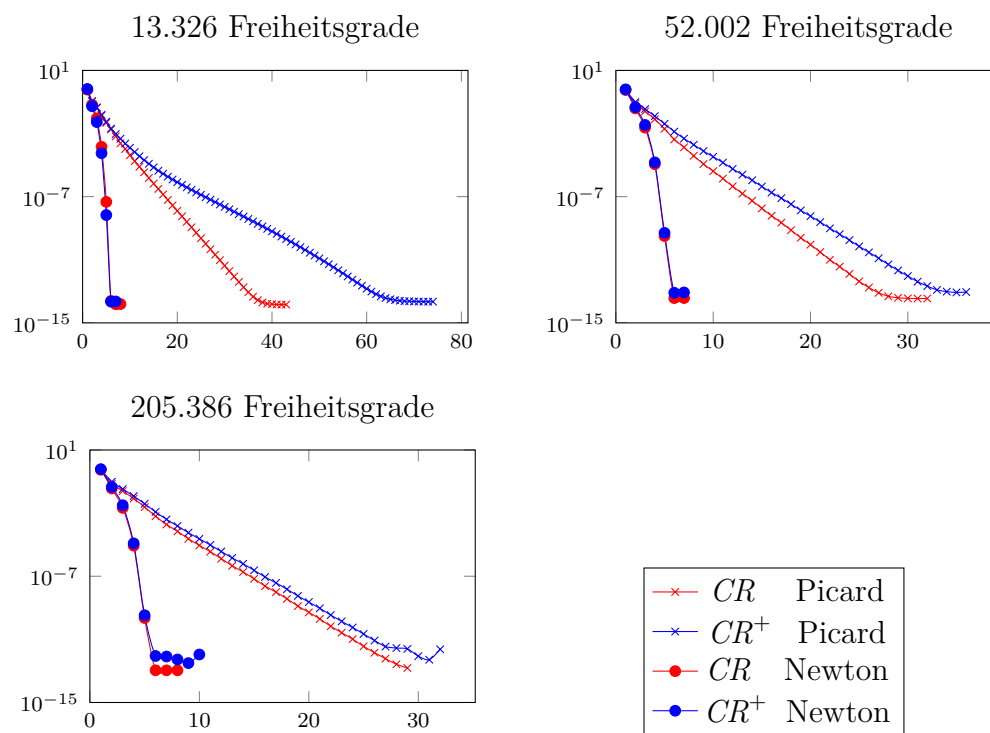 13.326 Freiheitsgrade
10^1
10^−7
10^−15
0 20 40 60 80
52.002 Freiheitsgrade
10^1
10^−7
10^−15
0 10 20 30
205.386 Freiheitsgrade
10^1
10^−7
10^−15
0 10 20 30
CR Picard
CR^+ Picard
CR Newton
CR^+ Newton